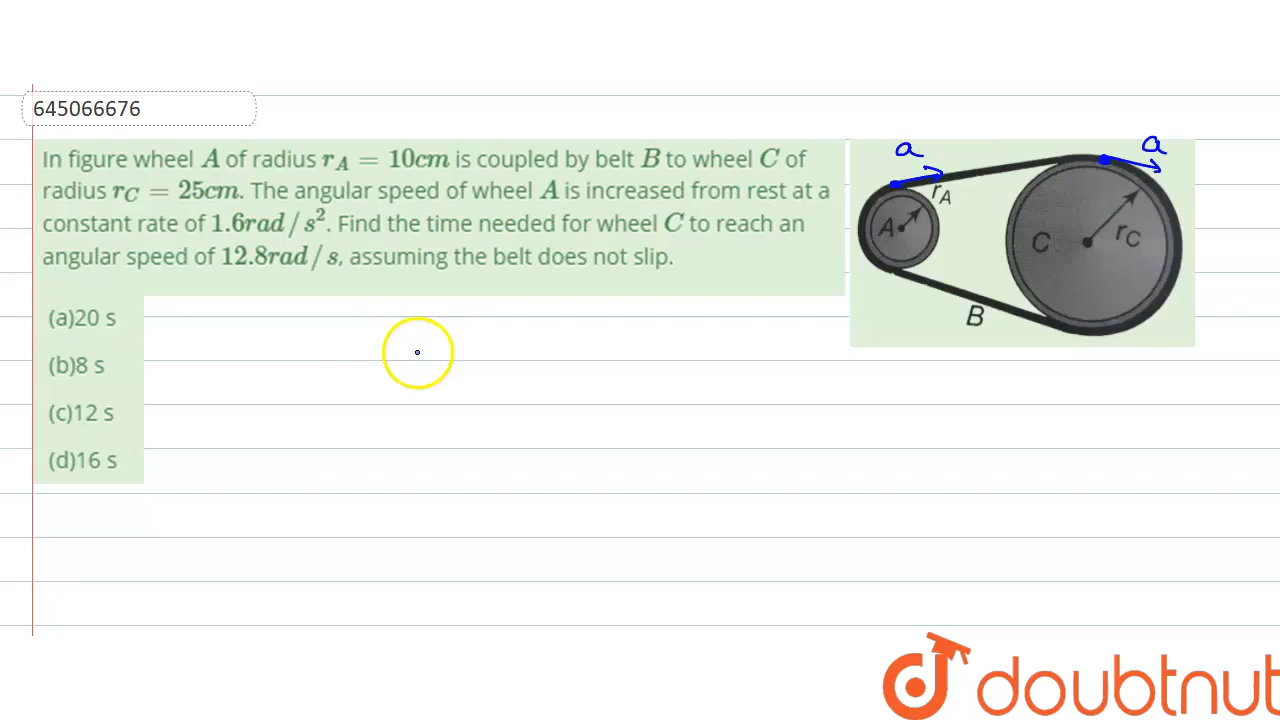 645066676
In figure wheel A of radius r_A = 10cm is coupled by belt B to wheel C of
radius r_C = 25cm. The angular speed of wheel A is increased from rest at a
constant rate of 1.6rad/s². Find the time needed for wheel C to reach an
angular speed of 12.8rad/s, assuming the belt does not slip.
(a)20 s
(b)8 s
(c)12 s
(d)16 s
a
a
r_A
A
C
r_C
B
doubtnut